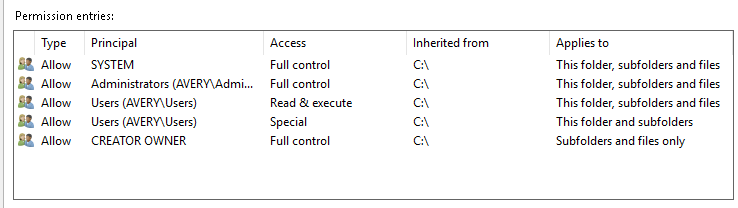 Permission entries:
Type Principal Access Inherited from Applies to
Allow SYSTEM Full control C:\ This folder, subfolders and files
Allow Administrators (AVERY\Admi... Full control C:\ This folder, subfolders and files
Allow Users (AVERY\Users) Read & execute C:\ This folder, subfolders and files
Allow Users (AVERY\Users) Special C:\ This folder and subfolders
Allow CREATOR OWNER Full control C:\ Subfolders and files only